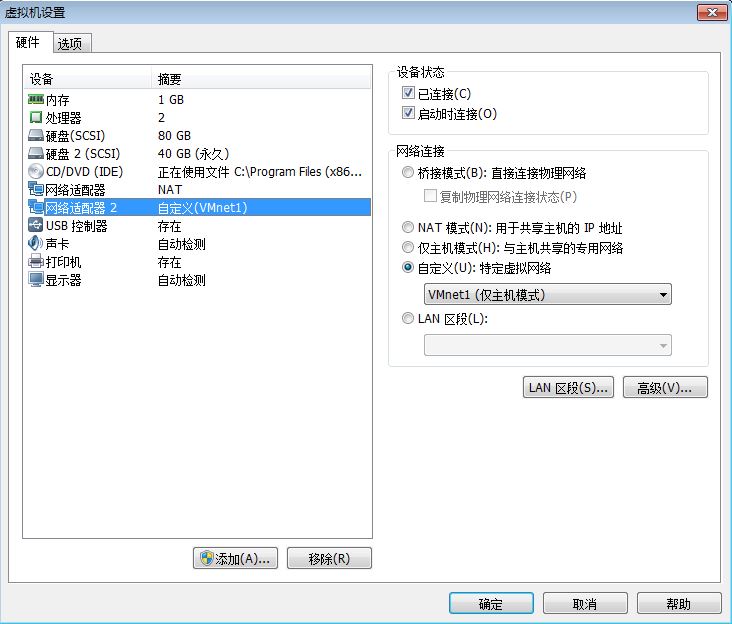 虚拟机设置
硬件 选项
设备 摘要
内存 1 GB
处理器 2
硬盘(SCSI) 80 GB
硬盘 2 (SCSI) 40 GB (永久)
CD/DVD (IDE) 正在使用文件 C:\Program Files (x86...
网络适配器 NAT
网络适配器 2 自定义(VMnet1)
USB 控制器 存在
声卡 自动检测
打印机 存在
显示器 自动检测
添加(A)... 移除(R)
设备状态
已连接(C)
启动时连接(O)
网络连接
桥接模式(B): 直接连接物理网络
复制物理网络连接状态(P)
NAT 模式(N): 用于共享主机的 IP 地址
仅主机模式(H): 与主机共享的专用网络
自定义(U): 特定虚拟网络
VMnet1 (仅主机模式)
LAN 区段(L):
LAN 区段(S)... 高级(V)...
确定 取消 帮助